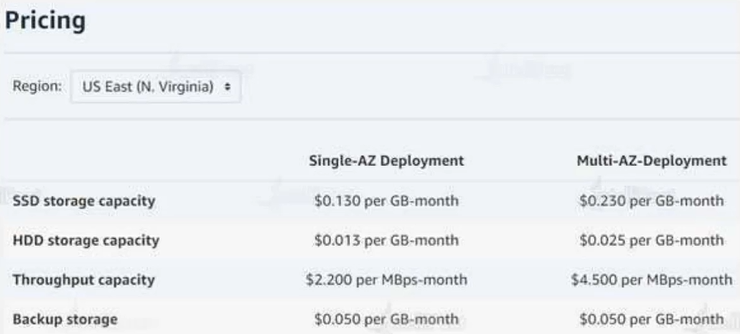 Pricing
Region: US East (N. Virginia)
Single-AZ Deployment Multi-AZ-Deployment
SSD storage capacity $0.130 per GB-month $0.230 per GB-month
HDD storage capacity $0.013 per GB-month $0.025 per GB-month
Throughput capacity $2.200 per MBps-month $4.500 per MBps-month
Backup storage $0.050 per GB-month $0.050 per GB-month